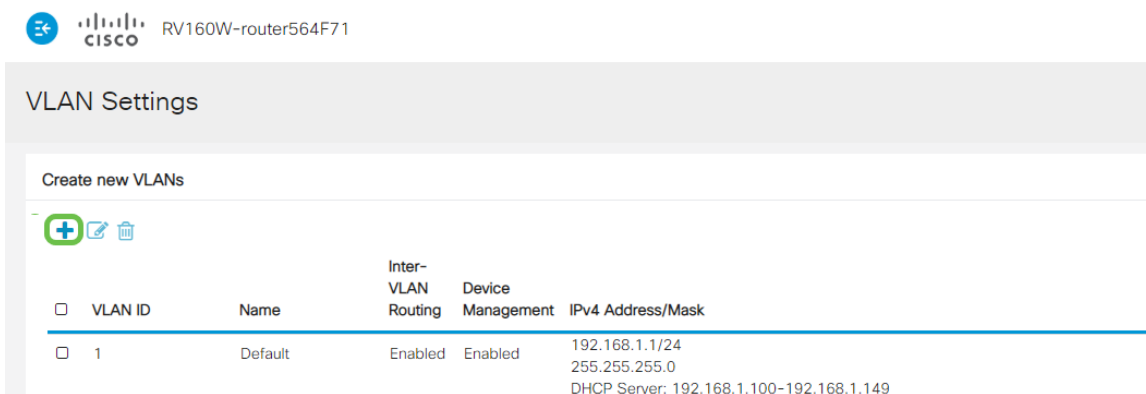 CISCO RV160W-router564F71
VLAN Settings
Create new VLANs
Inter-
VLAN Device
VLAN ID Name Routing Management IPv4 Address/Mask
1 Default Enabled Enabled 192.168.1.1/24
255.255.255.0
DHCP Server: 192.168.1.100-192.168.1.149